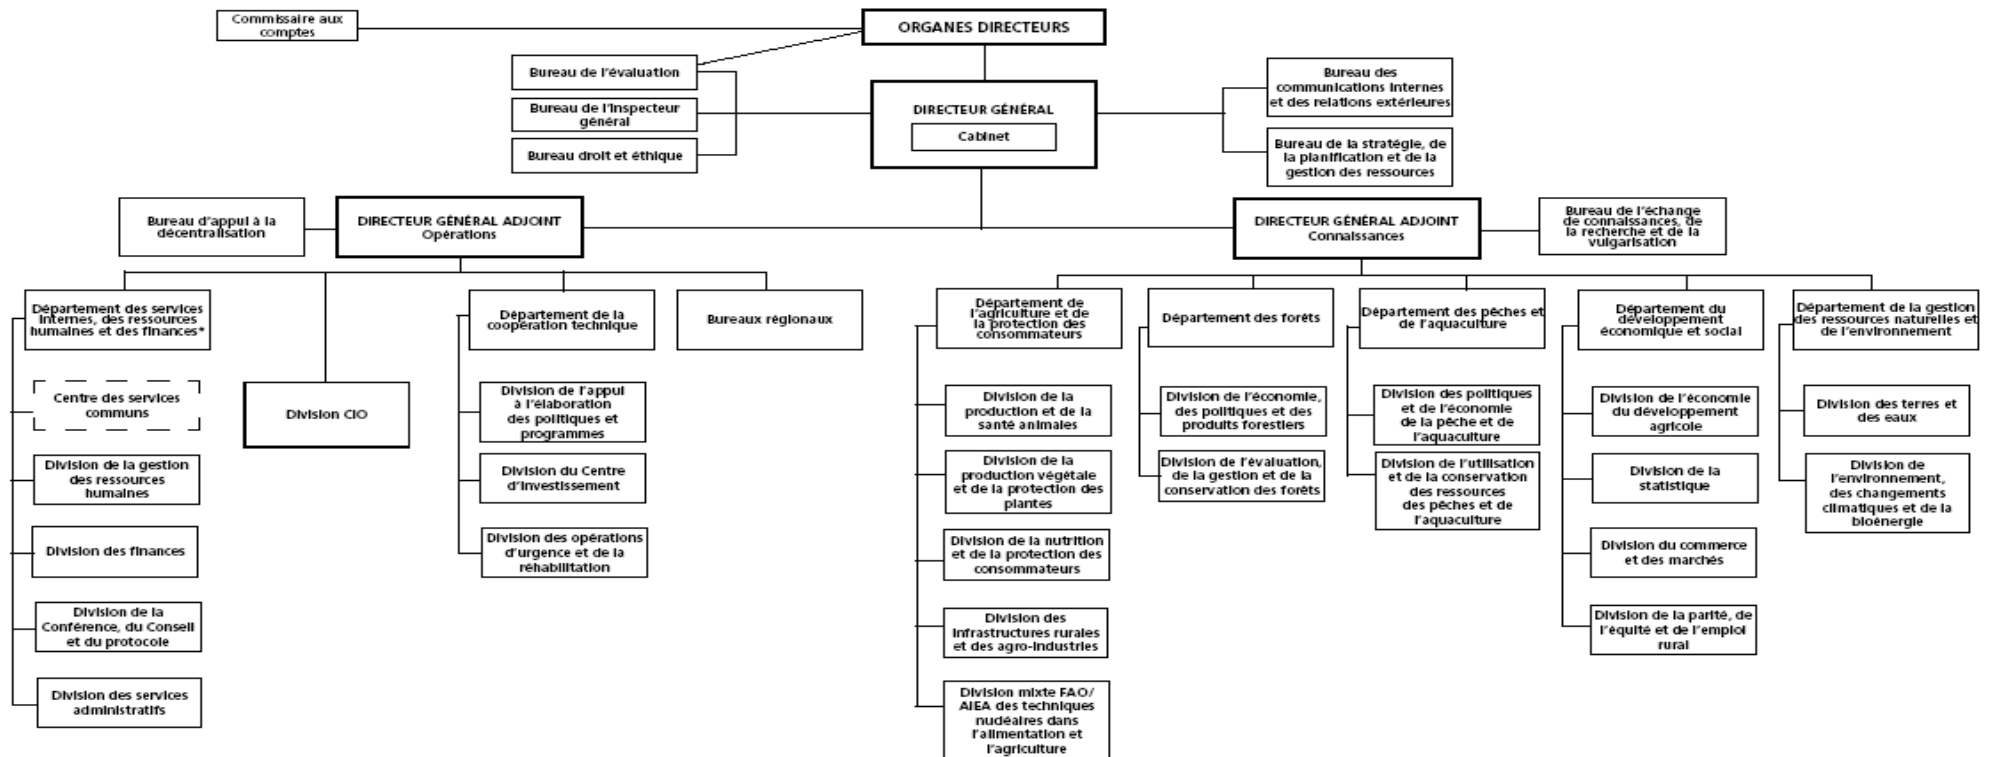 Commissaire aux
comptes
ORGANES DIRECTEURS
Bureau de l'évaluation
Bureau de l'Inspecteur
général
Bureau droit et éthique
DIRECTEUR GÉNÉRAL
Cabinet
Bureau des
communications internes
et des relations extérieures
Bureau de la stratégie, de
la planification et de la
gestion des ressources
Bureau d'appui à la
décentralisation
DIRECTEUR GÉNÉRAL ADJOINT
Opérations
DIRECTEUR GÉNÉRAL ADJOINT
Connaissances
Bureau de l'échange
de connaissances, de
la recherche et de la
vulgarisation
Département des services
internes, des ressources
humaines et des finances*
Centre des services
communs
Division de la gestion
des ressources
humaines
Division des finances
Division de la
Conférence, du Conseil
et du protocole
Division des services
administratifs
Division CIO
Département de la
coopération technique
Division de l'appui
à l'élaboration
des politiques et
programmes
Division du Centre
d'investissement
Division des opérations
d'urgence et de la
réhabilitation
Bureaux régionaux
Département de
l'agriculture et de
la protection des
consommateurs
Division de la
production et de la
santé animales
Division de la
production végétale
et de la protection des
plantes
Division de la nutrition
et de la protection des
consommateurs
Division des
infrastructures rurales
et des agro-industries
Division mixte FAO/
AIEA des techniques
nucléaires dans
l'alimentation et
l'agriculture
Département des forêts
Division de l'économie,
des politiques et des
produits forestiers
Division de l'évaluation,
de la gestion et de la
conservation des forêts
Département des pêches et
de l'aquaculture
Division des politiques
et de l'économie
de la pêche et de
l'aquaculture
Division de l'utilisation
et de la conservation
des ressources
des pêches et de
l'aquaculture
Département du
développement
économique et social
Division de l'économie
du développement
agricole
Division de la
statistique
Division du commerce
et des marchés
Division de la parité, de
l'équité et de l'emploi
rural
Département de la gestion
des ressources naturelles et
de l'environnement
Division des terres et
des eaux
Division de
l'environnement,
des changements
climatiques et de la
bioénergie